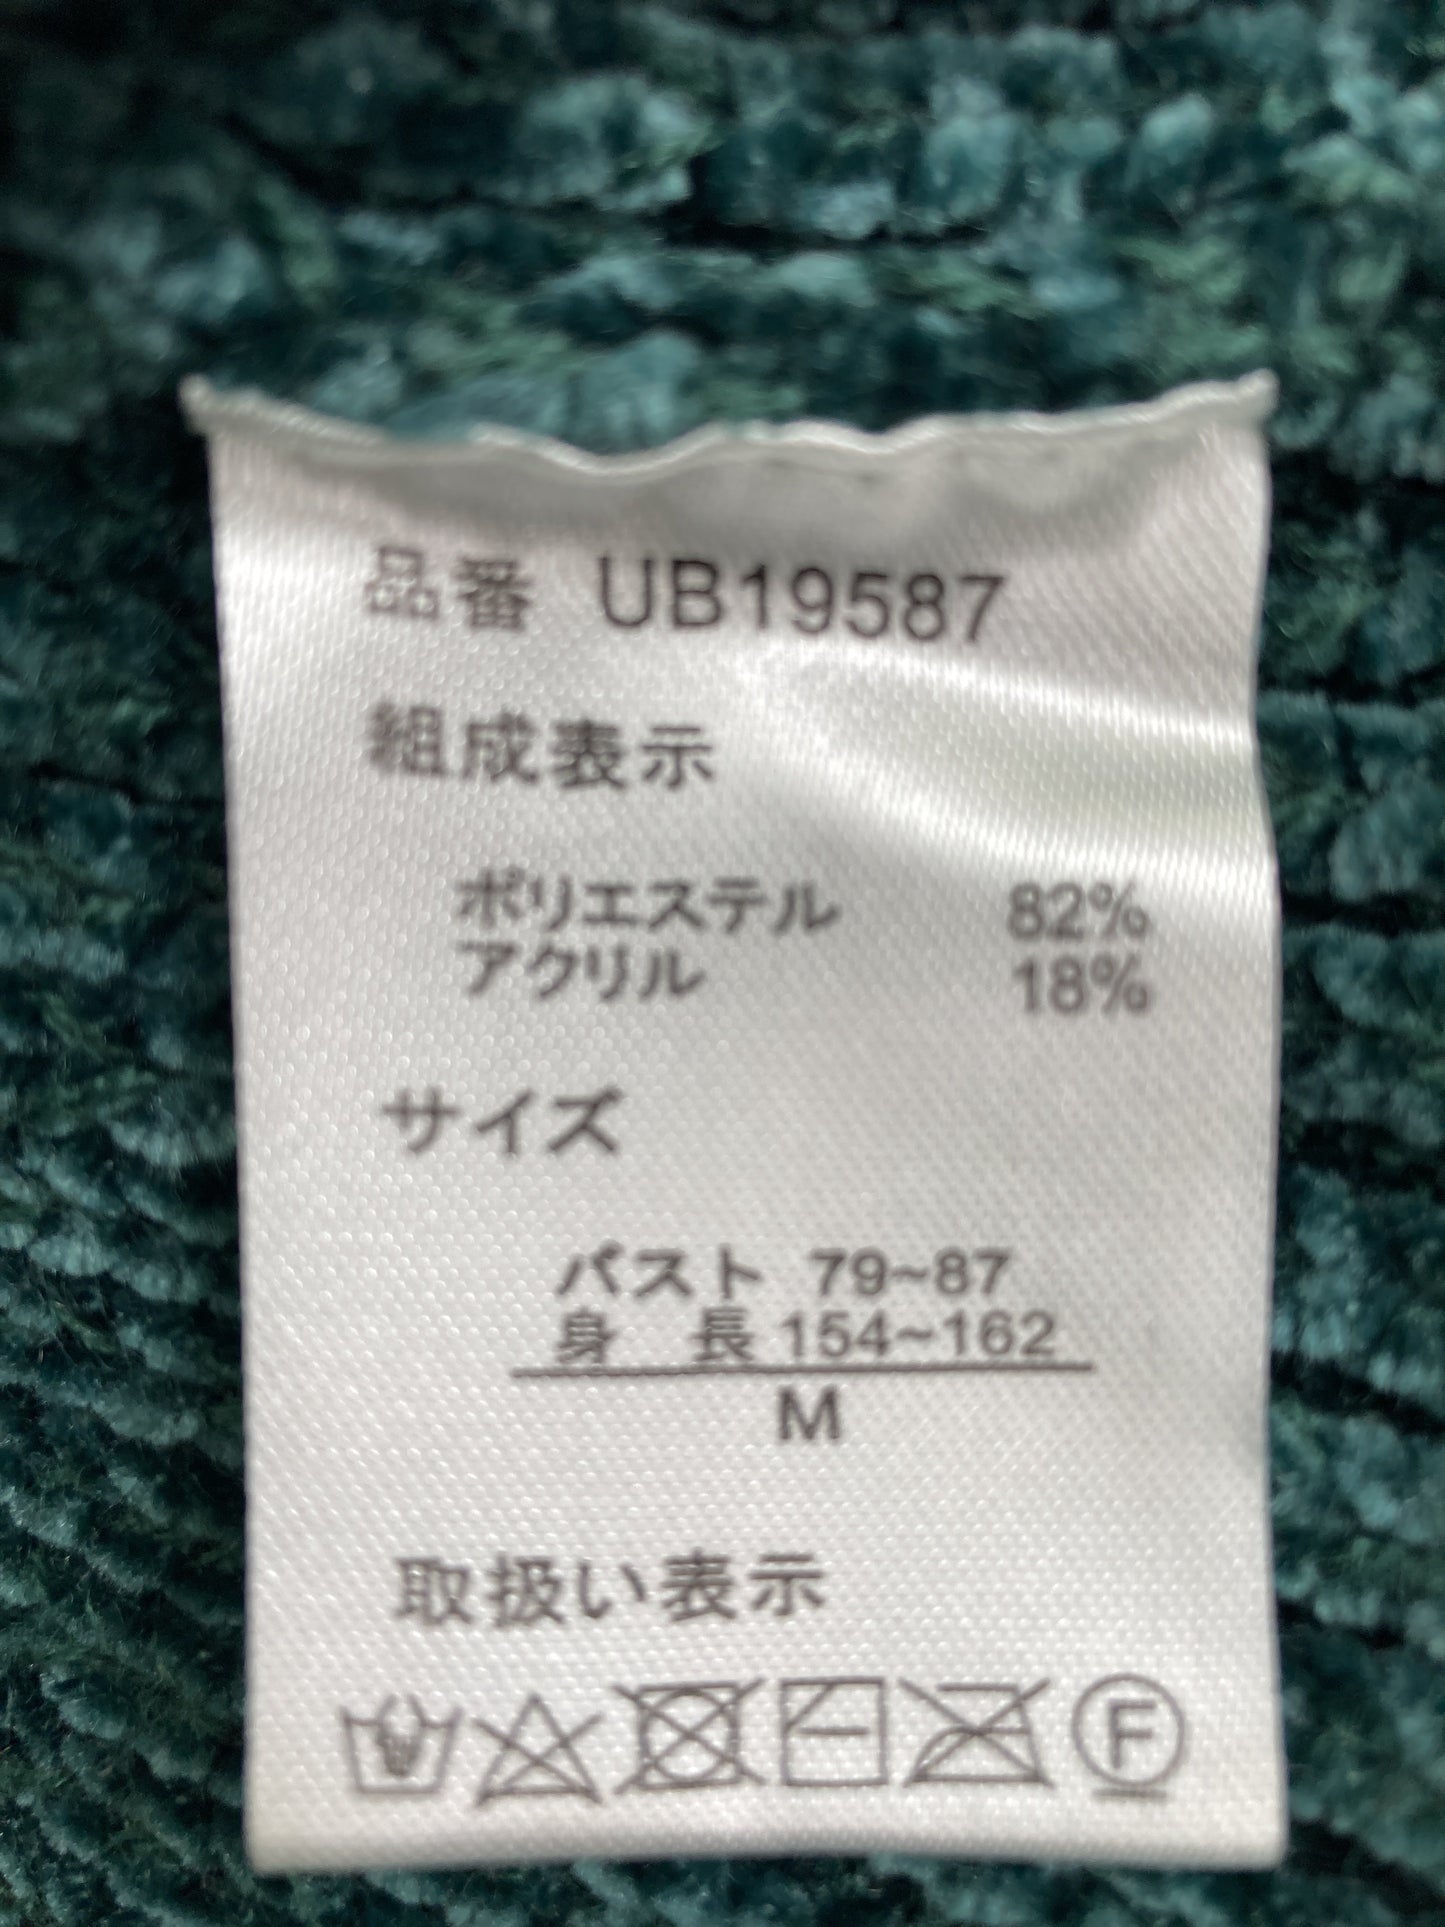 品番 UB19587
組成表示
ポリエステル 82%
アクリル 18%
サイズ
バスト 79~87
身 長 154~162
M
取扱い表示
F